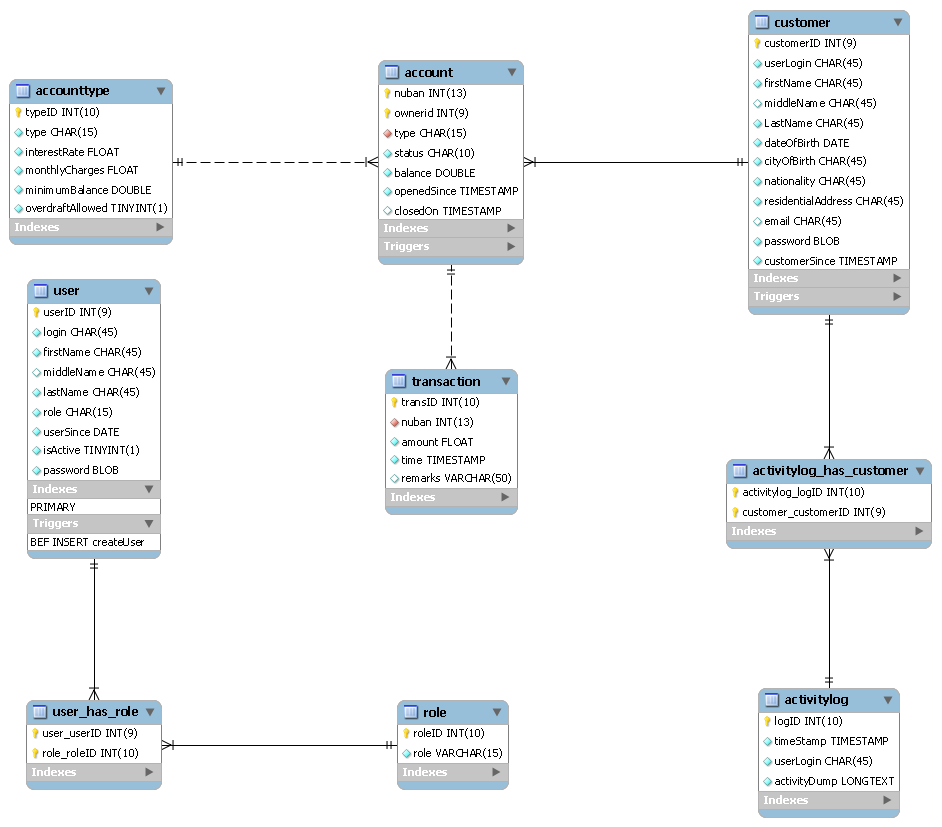 customer
customerID INT(9)
userLogin CHAR(45)
firstName CHAR(45)
middleName CHAR(45)
LastName CHAR(45)
dateOfBirth DATE
cityOfBirth CHAR(45)
nationality CHAR(45)
residentialAddress CHAR(45)
email CHAR(45)
password BLOB
customerSince TIMESTAMP
Indexes
Triggers
account
nuban INT(13)
ownerid INT(9)
type CHAR(15)
status CHAR(10)
balance DOUBLE
openedSince TIMESTAMP
closedOn TIMESTAMP
Indexes
Triggers
accounttype
typeID INT(10)
type CHAR(15)
interestRate FLOAT
monthlyCharges FLOAT
minimumBalance DOUBLE
overdraftAllowed TINYINT(1)
Indexes
user
userID INT(9)
login CHAR(45)
firstName CHAR(45)
middleName CHAR(45)
lastName CHAR(45)
role CHAR(15)
userSince DATE
isActive TINYINT(1)
password BLOB
Indexes
PRIMARY
Triggers
BEF INSERT createUser
transaction
transID INT(10)
nuban INT(13)
amount FLOAT
time TIMESTAMP
remarks VARCHAR(50)
Indexes
activitylog_has_customer
activitylog_logID INT(10)
customer_customerID INT(9)
Indexes
user_has_role
user_userID INT(9)
role_roleID INT(10)
Indexes
role
roleID INT(10)
role VARCHAR(15)
Indexes
activitylog
logID INT(10)
timeStamp TIMESTAMP
userLogin CHAR(45)
activityDump LONGTEXT
Indexes